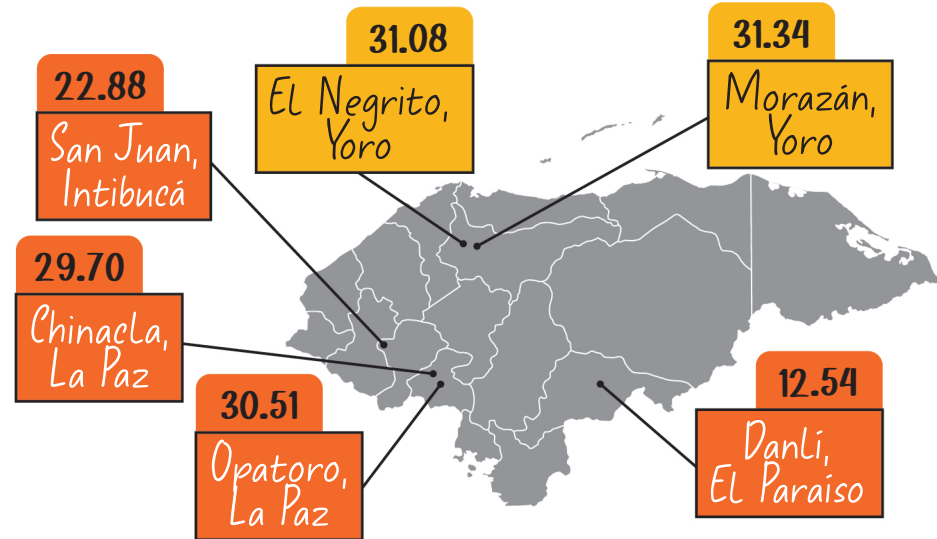 31.08
El Negrito,
Yoro
31.34
Morazán,
Yoro
22.88
San Juan,
Intibucá
29.70
Chinacla,
La Paz
30.51
Opatoro,
La Paz
12.54
Danlí,
El Paraíso